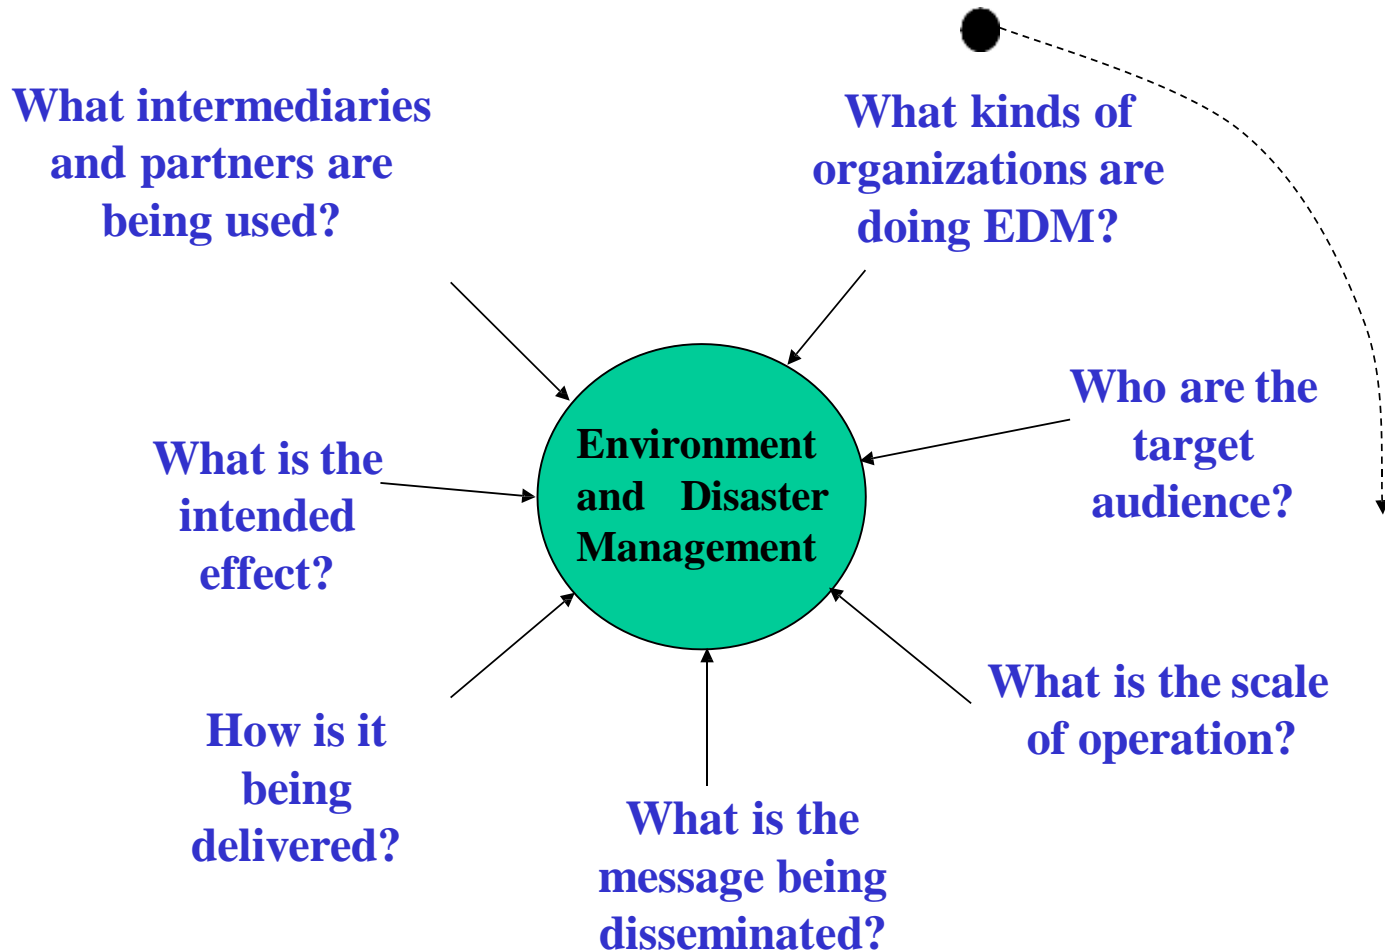 What intermediaries
and partners are
being used?
What kinds of
organizations are
doing EDM?
Who are the
target
audience?
What is the scale
of operation?
What is the
message being
disseminated?
How is it
being
delivered?
What is the
intended
effect?
Environment
and Disaster
Management